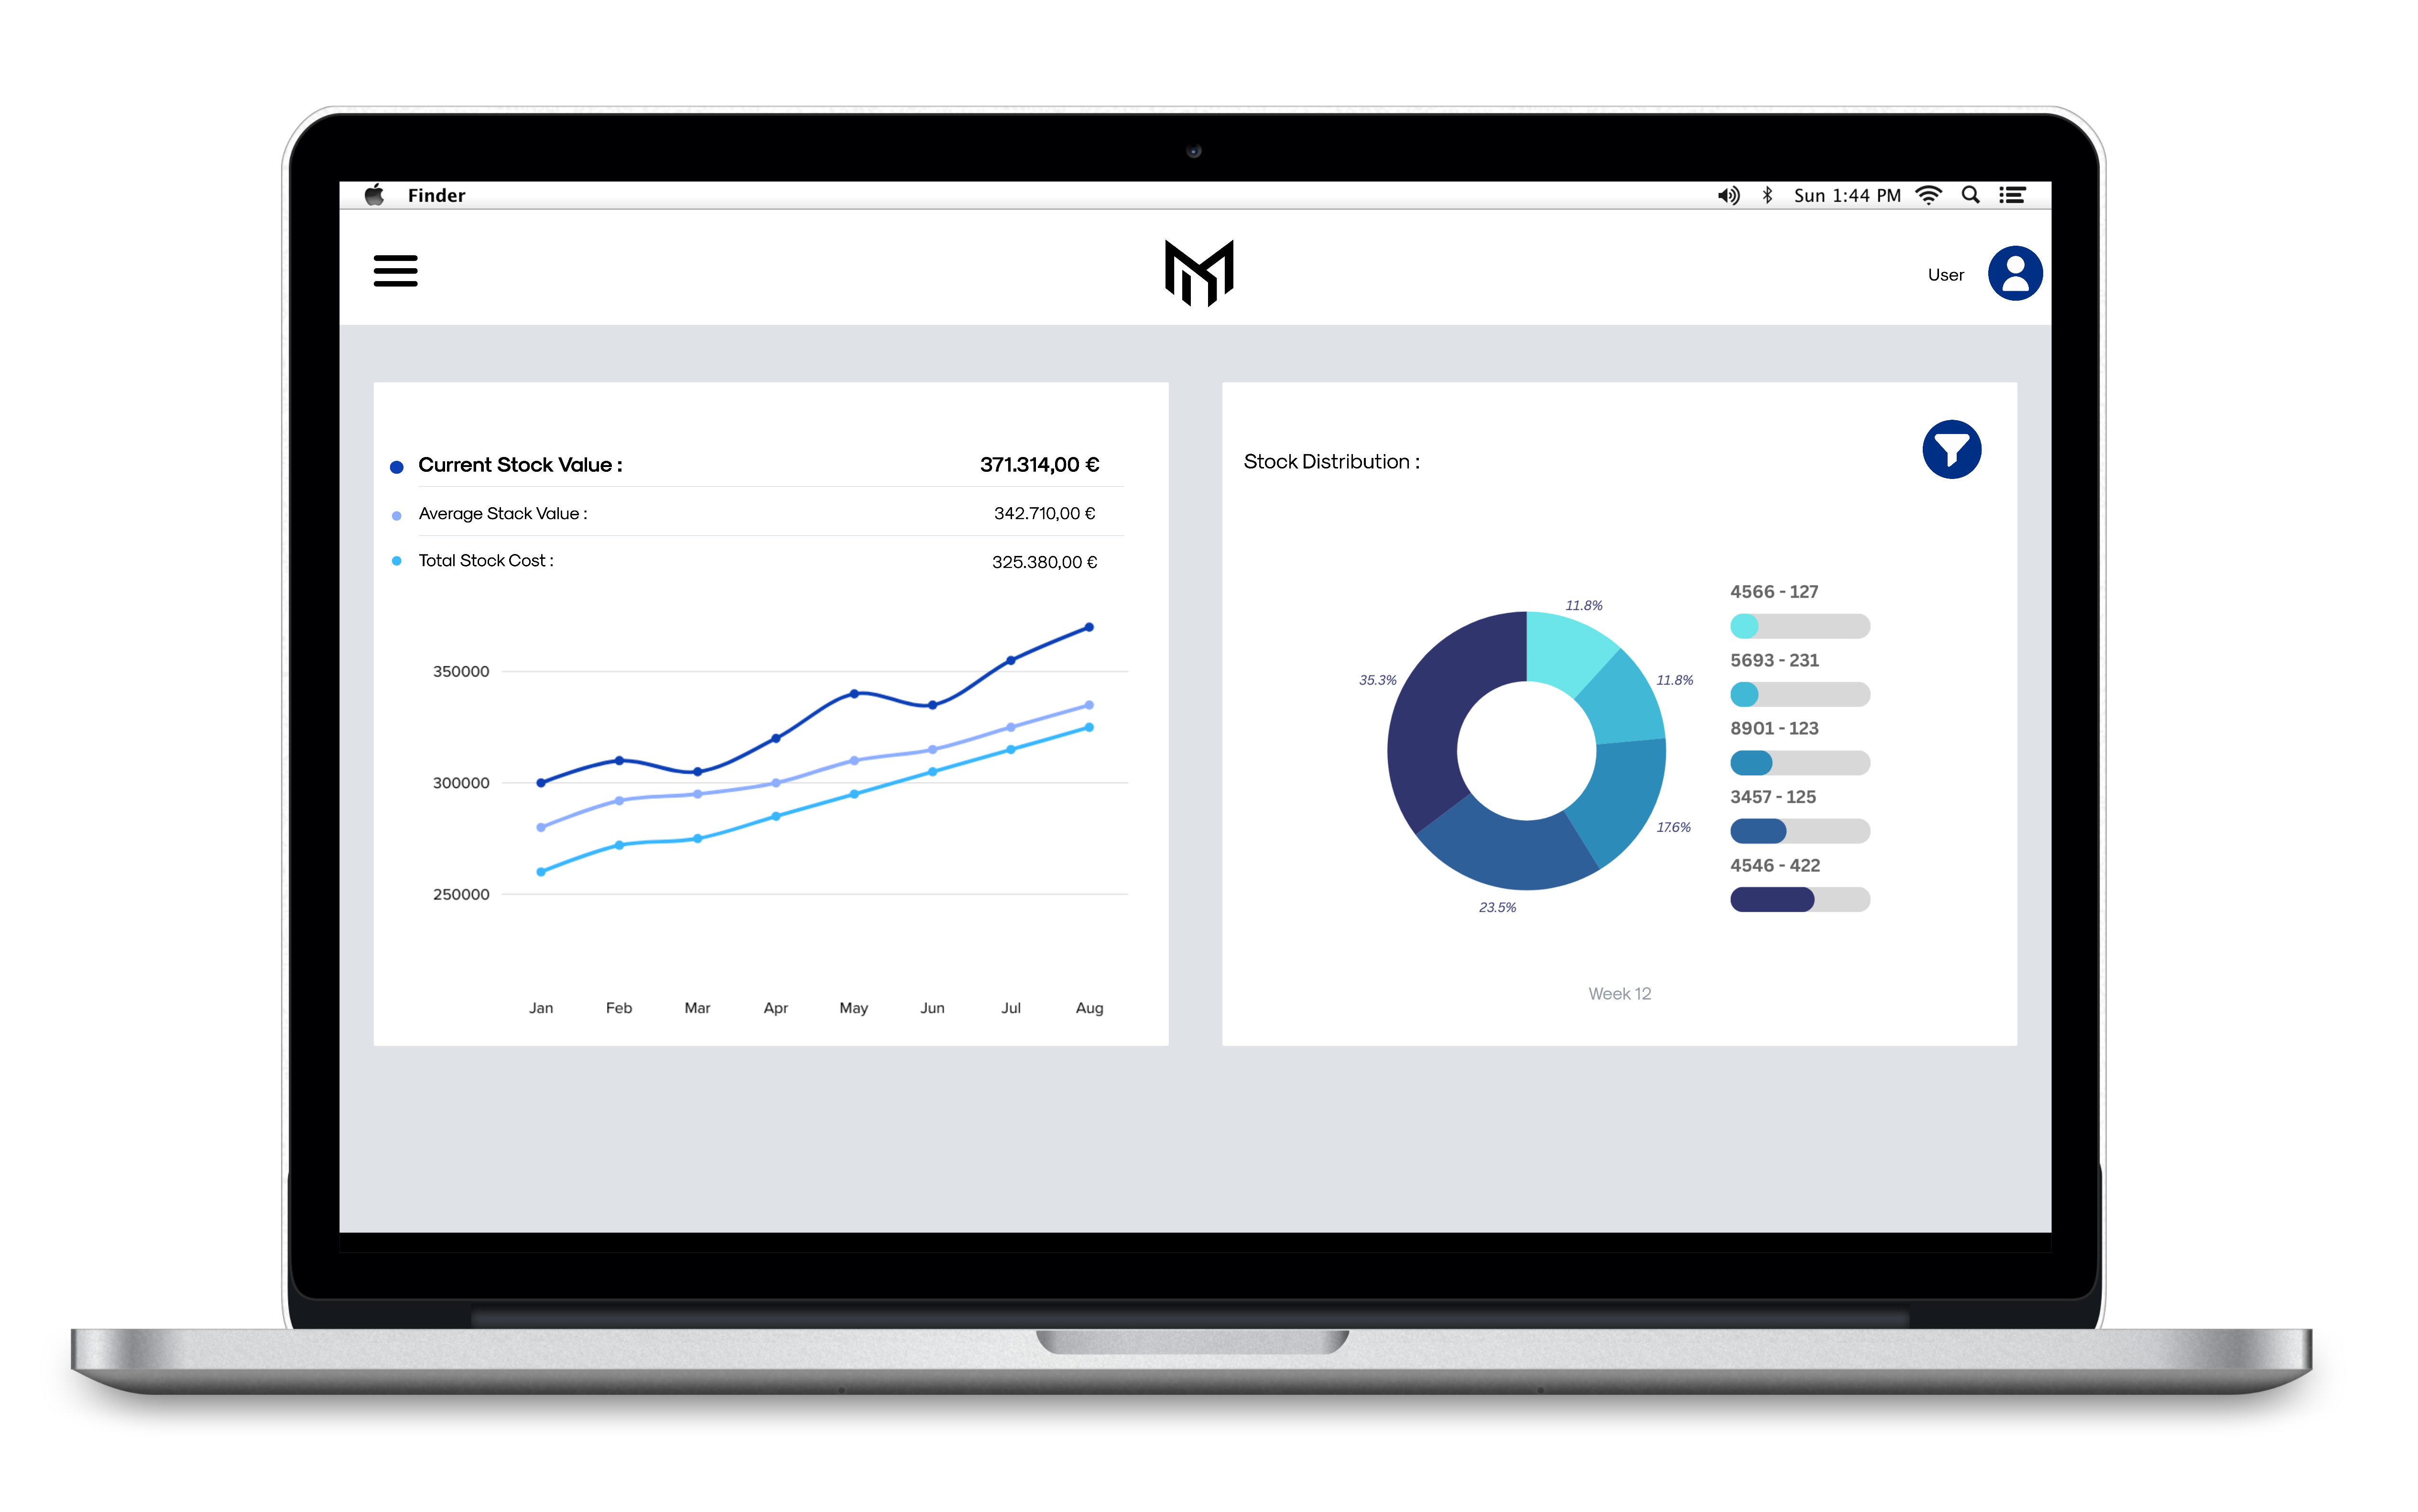 Finder
Sun 1:44 PM
User
Current Stock Value : 371.314,00 €
Average Stack Value : 342.710,00 €
Total Stock Cost : 325.380,00 €
350000
300000
250000
Jan Feb Mar Apr May Jun Jul Aug
Stock Distribution :
11.8%
35.3%
11.8%
17.6%
23.5%
4566 - 127
5693 - 231
8901 - 123
3457 - 125
4546 - 422
Week 12